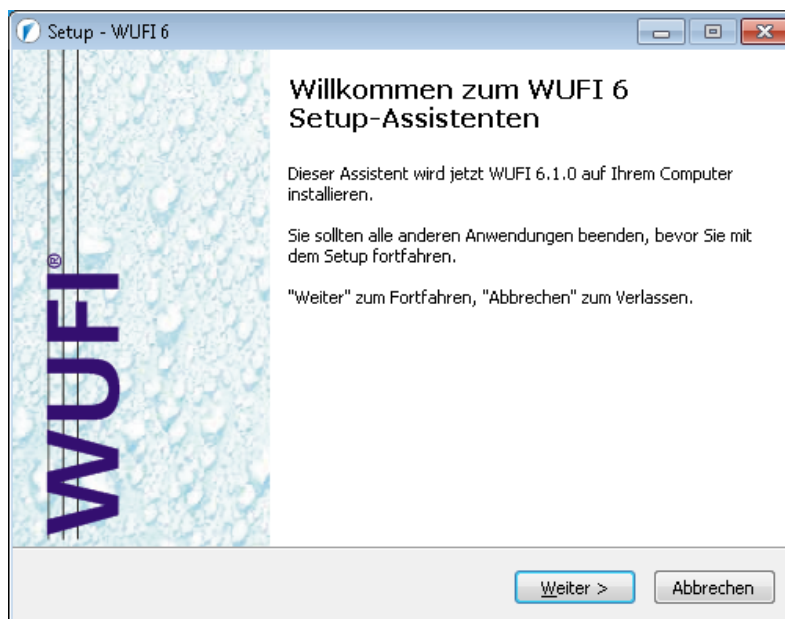 Setup - WUFI 6
WUFI®
Willkommen zum WUFI 6
Setup-Assistenten
Dieser Assistent wird jetzt WUFI 6.1.0 auf Ihrem Computer
installieren.
Sie sollten alle anderen Anwendungen beenden, bevor Sie mit
dem Setup fortfahren.
"Weiter" zum Fortfahren, "Abbrechen" zum Verlassen.
Weiter >
Abbrechen